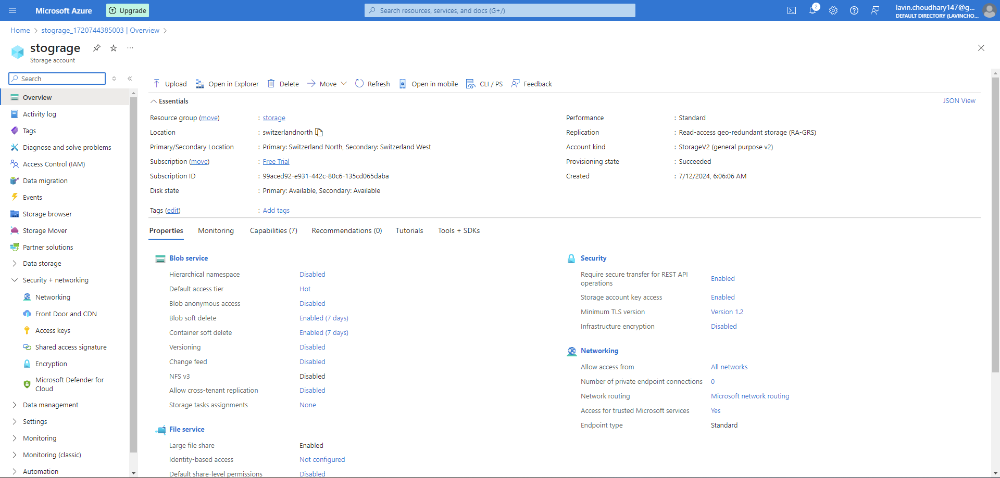 Microsoft Azure
Upgrade
Search resources, services, and docs (G+/)
2
lavin.choudhary147@g...
DEFAULT DIRECTORY (LAVINCHO...
Home > stograge_1720744385003 | Overview >
stograge
Storage account
Search
Overview
Activity log
Tags
Diagnose and solve problems
Access Control (IAM)
Data migration
Events
Storage browser
Storage Mover
Partner solutions
Data storage
Security + networking
Networking
Front Door and CDN
Access keys
Shared access signature
Encryption
Microsoft Defender for
Cloud
Data management
Settings
Monitoring
Monitoring (classic)
Automation
Upload
Open in Explorer
Delete
Move
Refresh
Open in mobile
CLI / PS
Feedback
Essentials
JSON View
Resource group (move) : storage
Location : switzerlandnorth
Primary/Secondary Location : Primary: Switzerland North, Secondary: Switzerland West
Subscription (move) : Free Trial
Subscription ID : 99aced92-e931-442c-80c6-135cd065daba
Disk state : Primary: Available, Secondary: Available
Tags (edit) : Add tags
Performance : Standard
Replication : Read-access geo-redundant storage (RA-GRS)
Account kind : StorageV2 (general purpose v2)
Provisioning state : Succeeded
Created : 7/12/2024, 6:06:06 AM
Properties
Monitoring
Capabilities (7)
Recommendations (0)
Tutorials
Tools + SDKs
Blob service
Hierarchical namespace Disabled
Default access tier Hot
Blob anonymous access Disabled
Blob soft delete Enabled (7 days)
Container soft delete Enabled (7 days)
Versioning Disabled
Change feed Disabled
NFS v3 Disabled
Allow cross-tenant replication Disabled
Storage tasks assignments None
File service
Large file share Enabled
Identity-based access Not configured
Default share-level permissions Disabled
Security
Require secure transfer for REST API
operations Enabled
Storage account key access Enabled
Minimum TLS version Version 1.2
Infrastructure encryption Disabled
Networking
Allow access from All networks
Number of private endpoint connections 0
Network routing Microsoft network routing
Access for trusted Microsoft services Yes
Endpoint type Standard